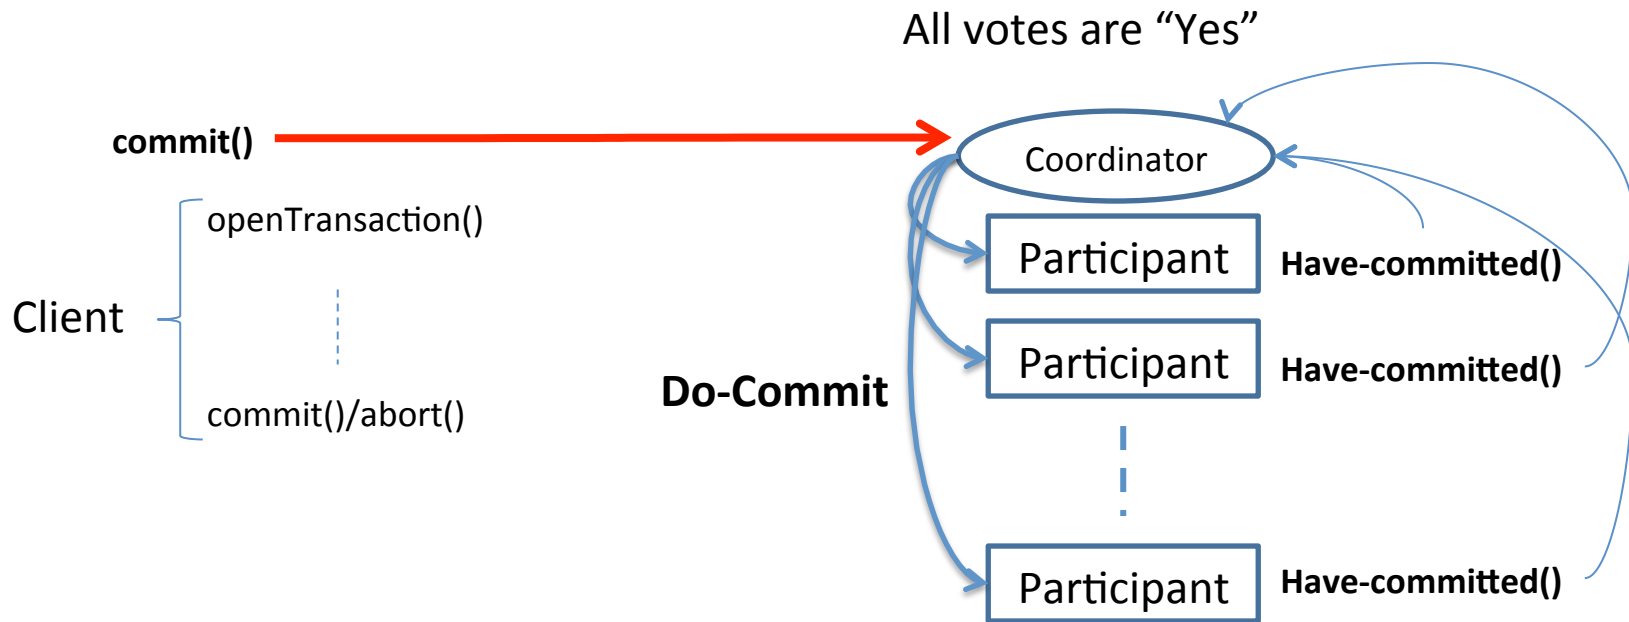 All votes are “Yes”
commit()
Coordinator
openTransaction()
Participant
Have-committed()
Client
Participant
Have-committed()
Do-Commit
commit()/abort()
Participant
Have-committed()